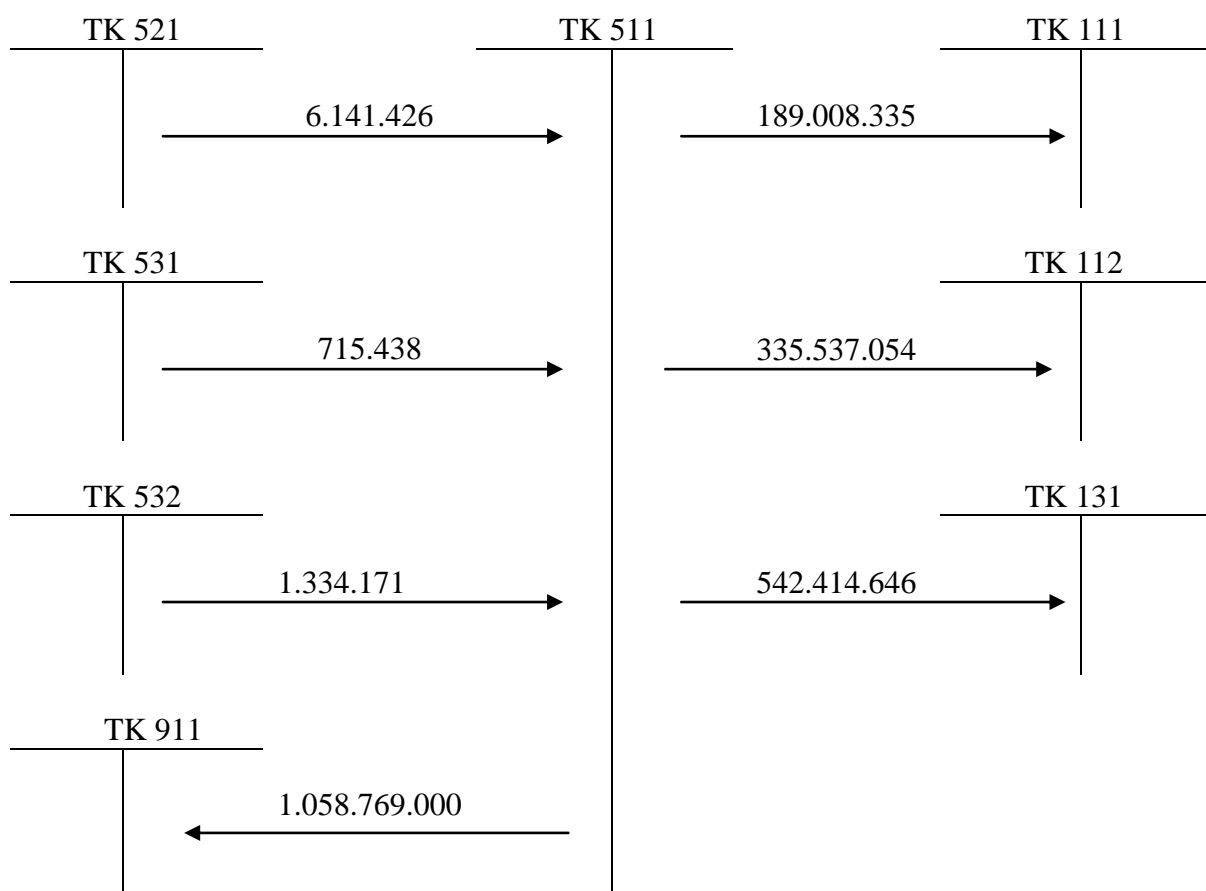 TK 521 TK 511 TK 111
6.141.426 189.008.335
TK 531 TK 112
715.438 335.537.054
TK 532 TK 131
1.334.171 542.414.646
TK 911
1.058.769.000